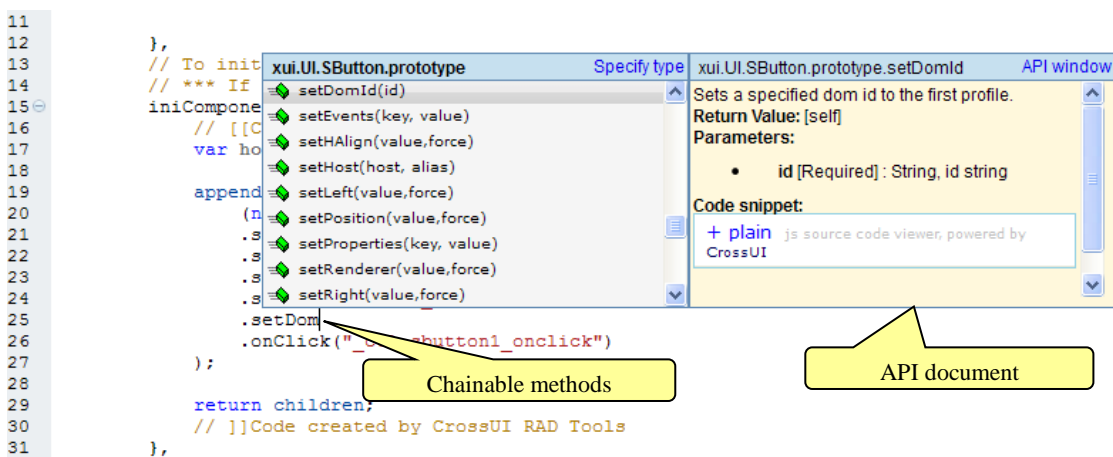 11
12 },
13 // To init
14 // *** If
15 iniCompone
16 // [[C
17 var ho
18
19 append
20 (n
21 .s
22 .s
23 .s
24 .s
25 .setDom
26 .onClick("_ button1_onclick")
27 );
28
29 return children;
30 // ]]Code created by CrossUI RAD Tools
31 },
xui.UI.SButton.prototype Specify type
setDomId(id)
setEvents(key, value)
setHAlign(value,force)
setHost(host, alias)
setLeft(value,force)
setPosition(value,force)
setProperties(key, value)
setRenderer(value,force)
setRight(value,force)
xui.UI.SButton.prototype.setDomId API window
Sets a specified dom id to the first profile.
Return Value: [self]
Parameters:
• id [Required] : String, id string
Code snippet:
+ plain js source code viewer, powered by
CrossUI
Chainable methods
API document